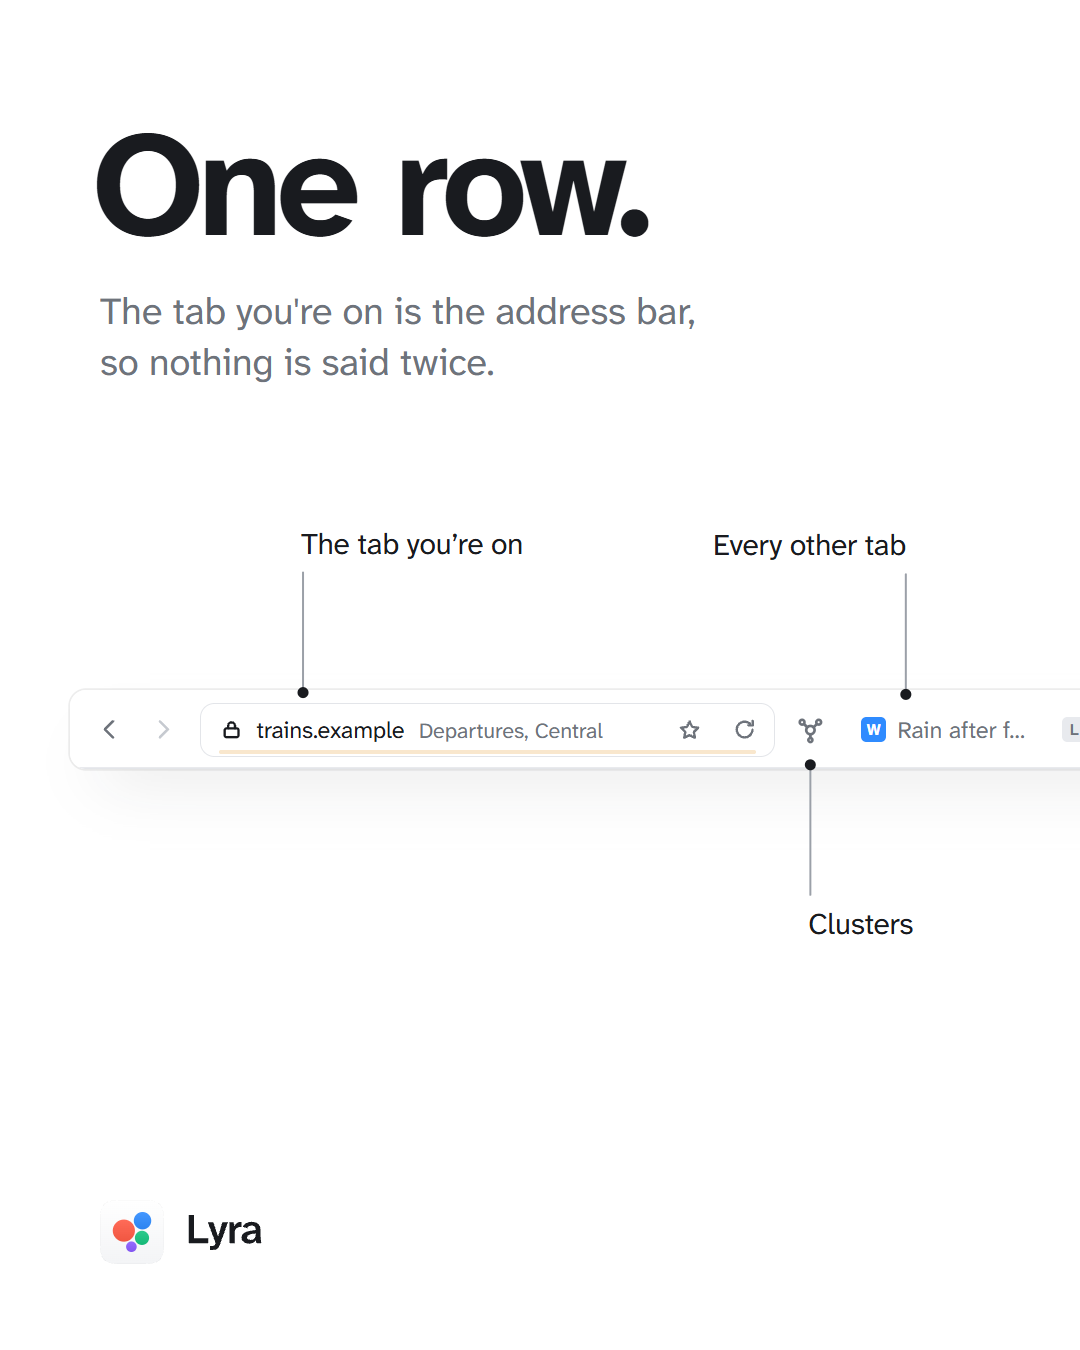 One row.
The tab you're on is the address bar,
so nothing is said twice.
The tab you’re on
Every other tab
trains.example Departures, Central W Rain after f... L
Clusters
Lyra